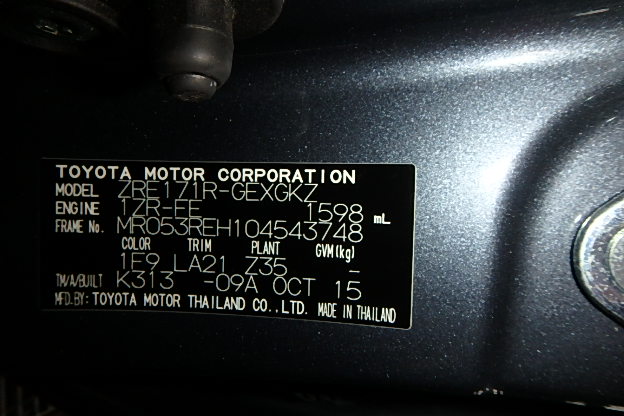 TOYOTA MOTOR CORPORATION
MODEL ZRE171R-GEXGKZ
ENGINE 1ZR-FE 1598 mL
FRAME No. MR053REH104543748
COLOR TRIM PLANT GVM(kg)
1F9 LA21 Z35 -
TM/A/BUILT K313 -09A OCT 15
MFD.BY: TOYOTA MOTOR THAILAND CO.,LTD. MADE IN THAILAND